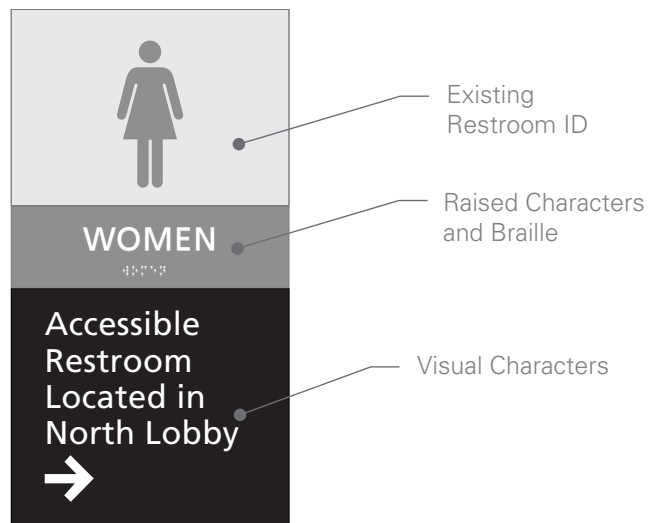 Existing
Restroom ID
WOMEN
⠺⠕⠍⠑⠝
Raised Characters
and Braille
Accessible
Restroom
Located in
North Lobby
Visual Characters